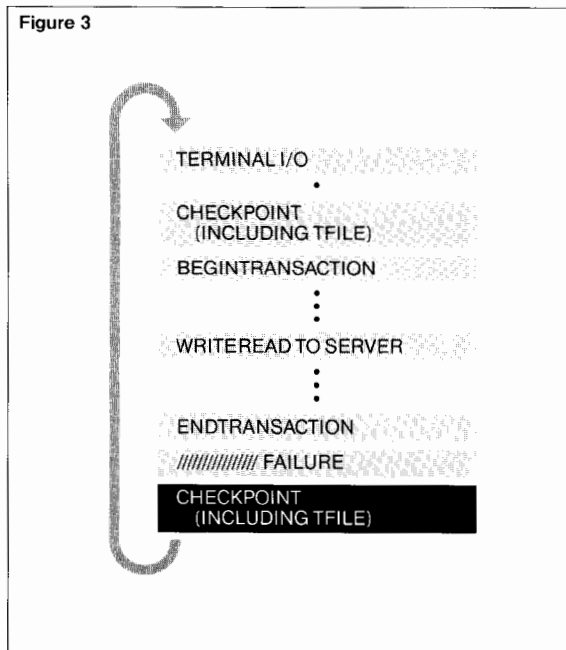 Figure 3
TERMINAL I/O
CHECKPOINT
(INCLUDING TFILE)
BEGINTRANSACTION
WRITEREAD TO SERVER
ENDTRANSACTION
//////////////// FAILURE
CHECKPOINT
(INCLUDING TFILE)